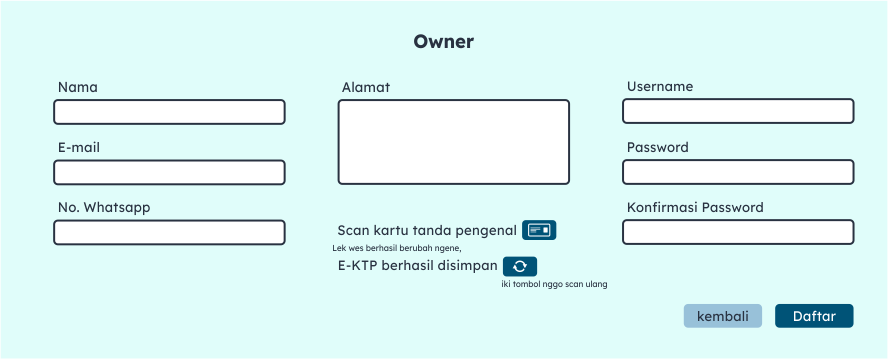 Owner
Nama
E-mail
No. Whatsapp
Alamat
Scan kartu tanda pengenal
Lek wes berhasil berubah ngene,
E-KTP berhasil disimpan
iki tombol nggo scan ulang
Username
Password
Konfirmasi Password
kembali
Daftar